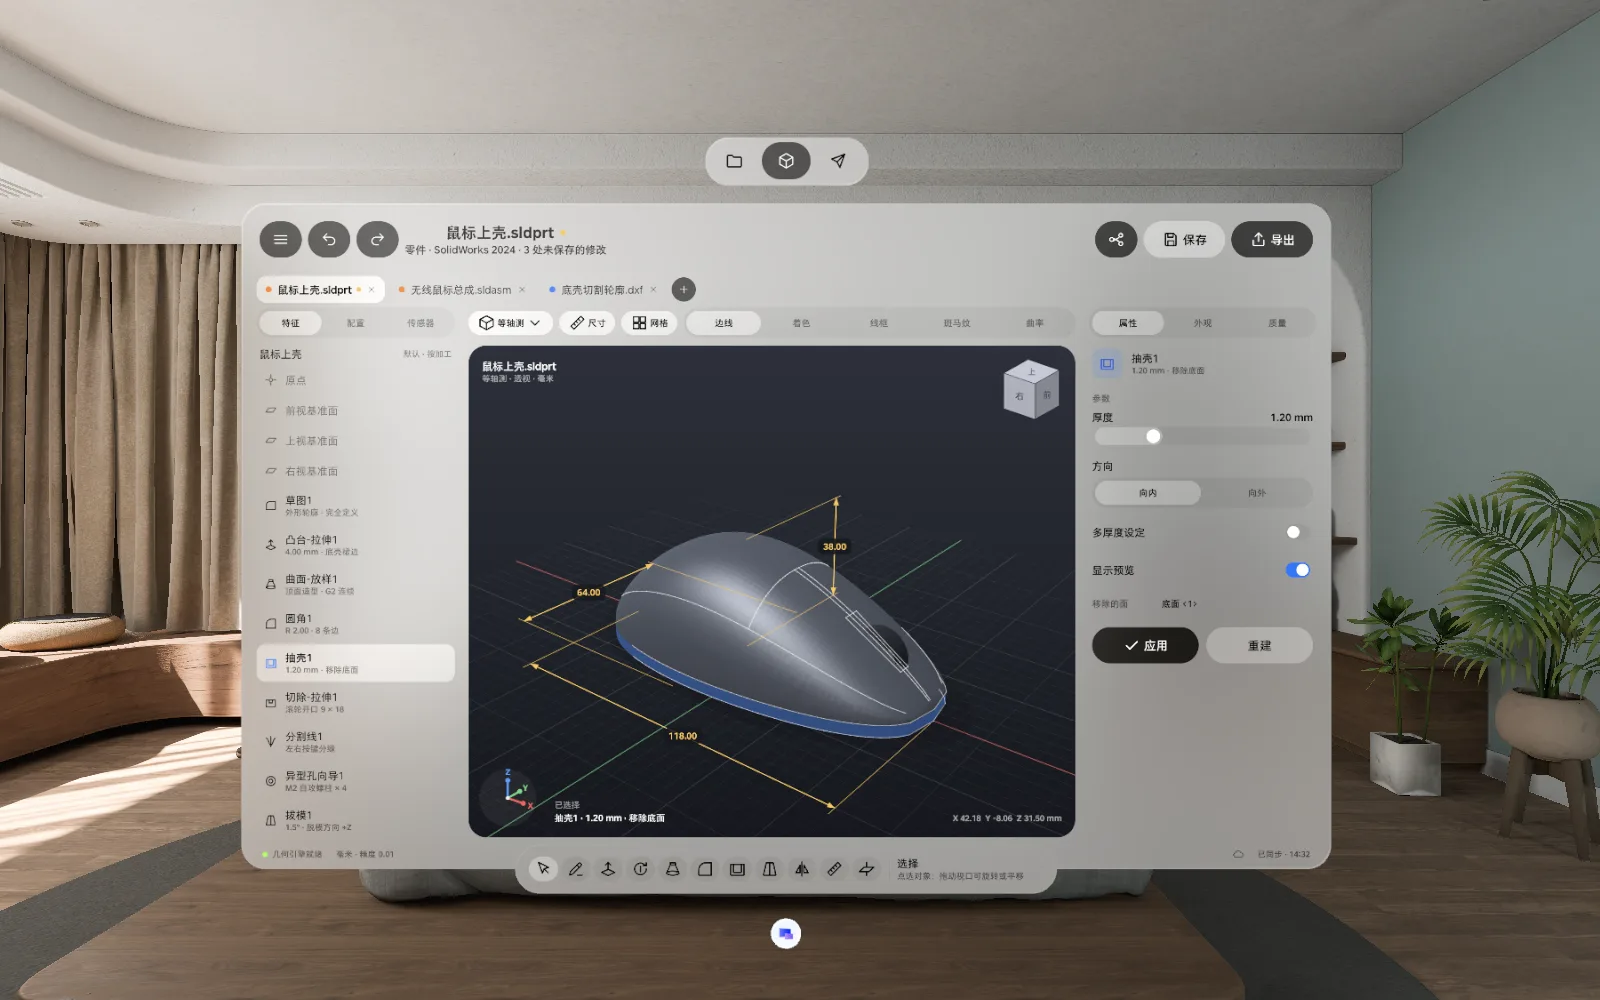 鼠标上壳.sldprt
零件 · SolidWorks 2024 · 3 处未保存的修改
保存
导出
鼠标上壳.sldprt
无线鼠标总成.sldasm
底壳切割轮廓.dxf
特征
配置
传感器
等轴测
尺寸
网格
边线
着色
线框
斑马纹
曲率
属性
外观
质量
鼠标上壳
默认 · 按加工
原点
前视基准面
上视基准面
右视基准面
草图1
外形轮廓 · 完全定义
凸台-拉伸1
4.00 mm · 底壳裙边
曲面-放样1
顶面造型 · G2 连续
圆角1
R 2.00 · 8 条边
抽壳1
1.20 mm · 移除底面
切除-拉伸1
滚轮开口 9 × 18
分割线1
左右按键分缝
异型孔向导1
M2 自攻螺柱 × 4
拔模1
1.5° · 脱模方向 +Z
几何引擎就绪
毫米 · 精度 0.01
鼠标上壳.sldprt
等轴测 · 透视 · 毫米
上
右
前
38.00
64.00
118.00
Z
Y
X
已选择
抽壳1 · 1.20 mm · 移除底面
X 42.18 Y -8.06 Z 31.50 mm
抽壳1
1.20 mm · 移除底面
参数
厚度
1.20 mm
方向
向内
向外
多厚度设定
显示预览
移除的面
底面 <1>
应用
重建
已同步 · 14:32
选择
点选对象；拖动视口可旋转或平移